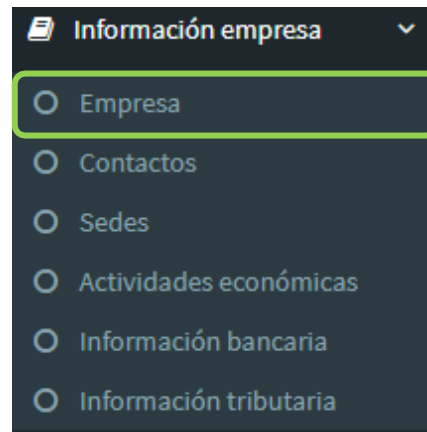 Información empresa
Empresa
Contactos
Sedes
Actividades económicas
Información bancaria
Información tributaria